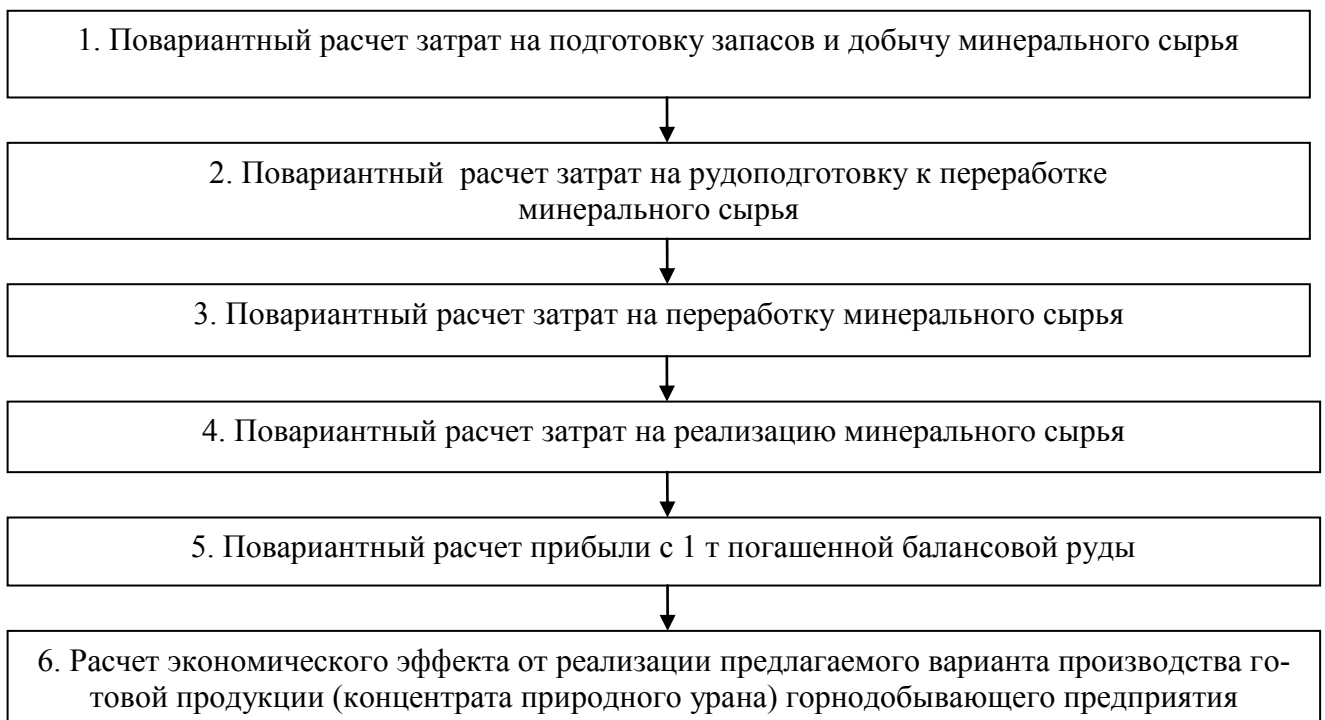 1. Повариантный расчет затрат на подготовку запасов и добычу минерального сырья
2. Повариантный расчет затрат на рудоподготовку к переработке
минерального сырья
3. Повариантный расчет затрат на переработку минерального сырья
4. Повариантный расчет затрат на реализацию минерального сырья
5. Повариантный расчет прибыли с 1 т погашенной балансовой руды
6. Расчет экономического эффекта от реализации предлагаемого варианта производства го-
товой продукции (концентрата природного урана) горнодобывающего предприятия